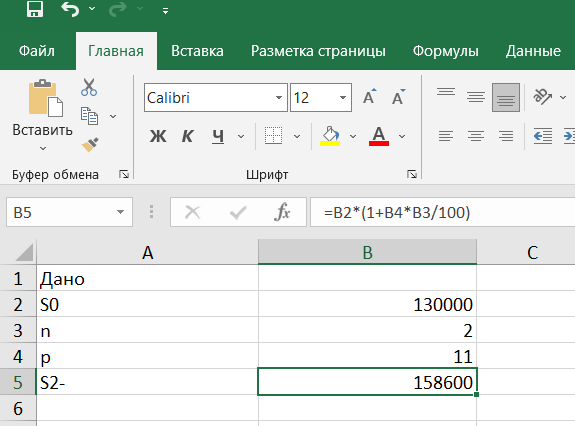 Файл Главная Вставка Разметка страницы Формулы Данные
Calibri 12 A A
Вставить
Ж К Ч А
Буфер обмена Шрифт
B5 fx =B2*(1+B4*B3/100)
A B C
1 Дано
2 S0 130000
3 n 2
4 p 11
5 S2- 158600
6